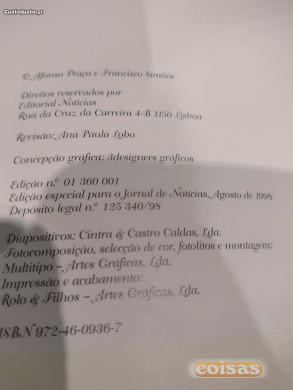 CustoJusto.pt
© Afonso Praça e Francisco Simões
Direitos reservados por
Editorial Notícias
Rua da Cruz da Carreira 4-B 1150 Lisboa
Revisão: Ana Paula Lobo
Concepção gráfica: 3designers gráficos
Edição n.º 01 360 001
Edição especial para o Jornal de Notícias, Agosto de 1998
Depósito legal n.º 125 340/98
Diapositivos: Cintra & Castro Caldas, Lda.
Fotocomposição, selecção de cor, fotolitos e montagem:
Multitipo – Artes Gráficas, Lda.
Impressão e acabamento:
Rolo & Filhos – Artes Gráficas, Lda.
ISBN 972-46-0936-7
coisas